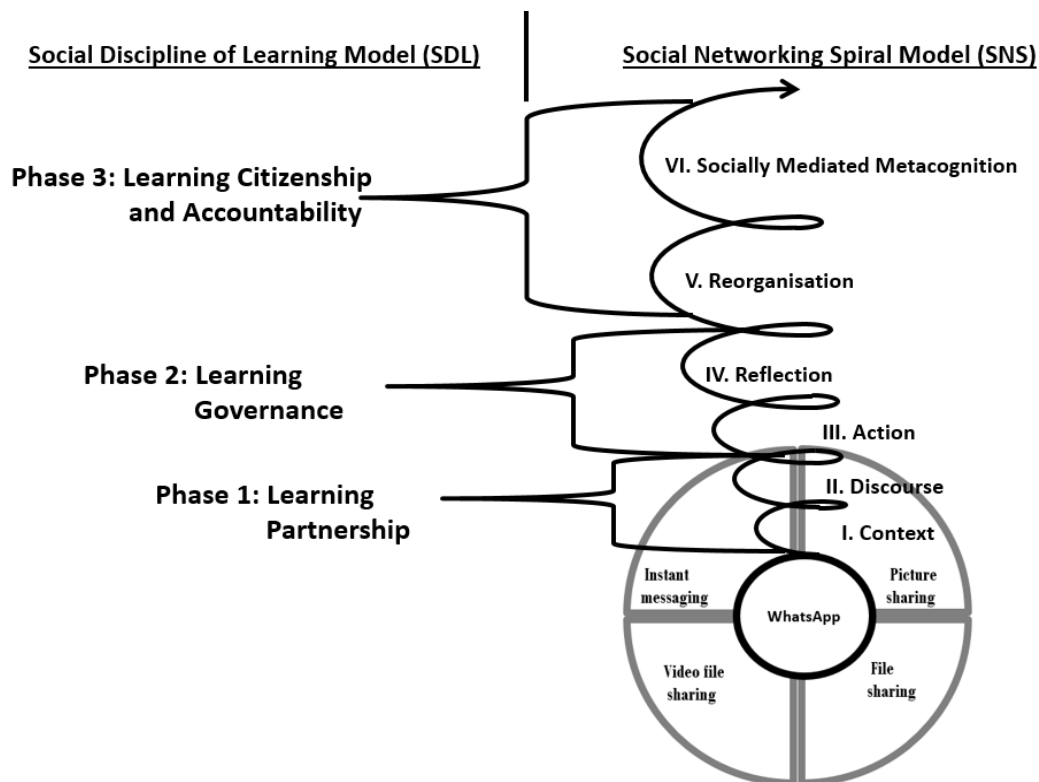 Social Discipline of Learning Model (SDL)
Social Networking Spiral Model (SNS)
VI. Socially Mediated Metacognition
Phase 3: Learning Citizenship
and Accountability
V. Reorganisation
Phase 2: Learning
Governance
IV. Reflection
III. Action
Phase 1: Learning
Partnership
II. Discourse
I. Context
Instant
messaging
Picture
sharing
WhatsApp
Video file
sharing
File
sharing